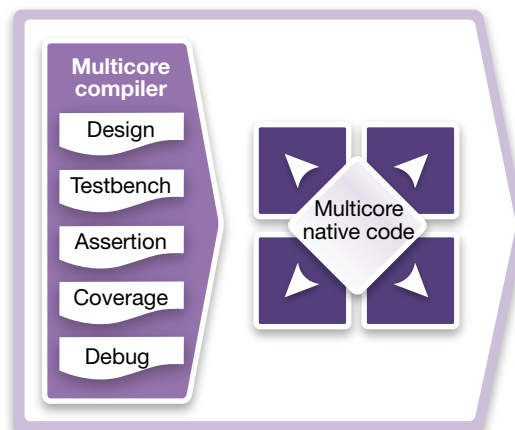 Multicore
compiler
Design
Testbench
Assertion
Coverage
Debug
Multicore
native code